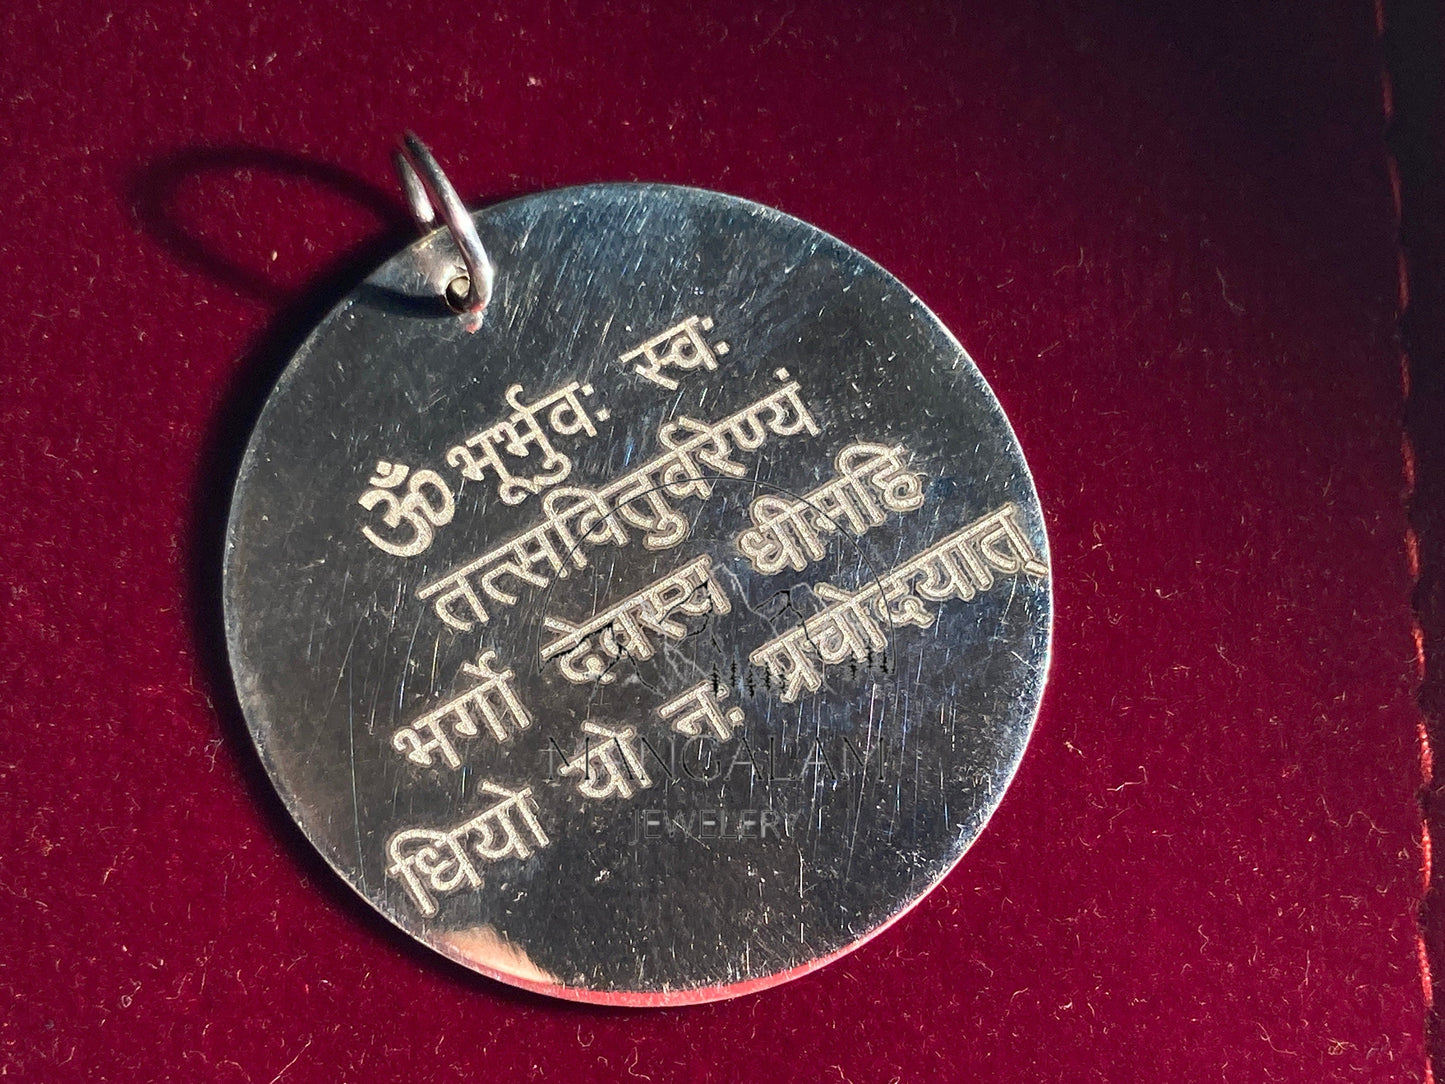 ॐ भूर्भुवः स्वः
तत्सवितुर्वरेण्यं
भर्गो देवस्य धीमहि
धियो यो नः प्रचोदयात्
MANGALAM
JEWELERY